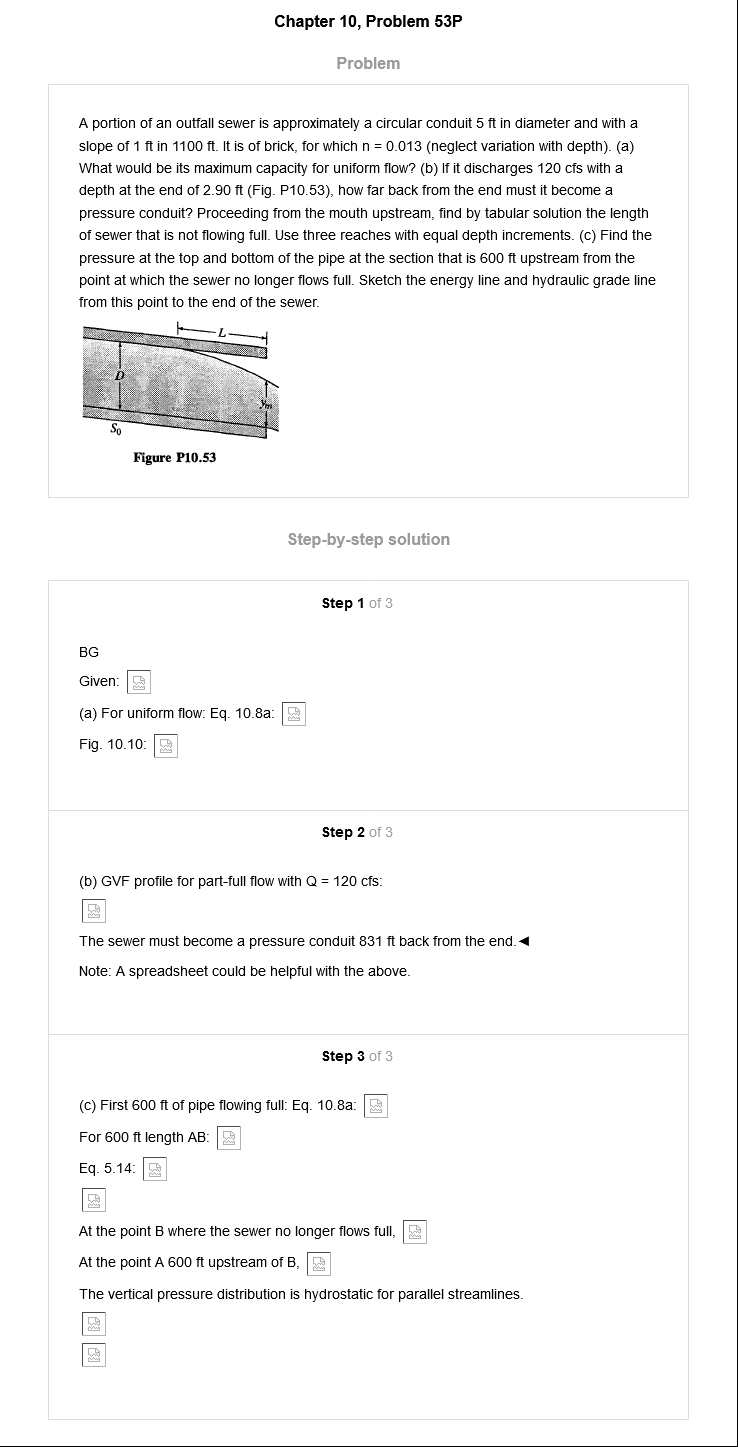 Chapter 10, Problem 53P
Problem
A portion of an outfall sewer is approximately a circular conduit 5 ft in diameter and with a
slope of 1 ft in 1100 ft. It is of brick, for which n = 0.013 (neglect variation with depth). (a)
What would be its maximum capacity for uniform flow? (b) If it discharges 120 cfs with a
depth at the end of 2.90 ft (Fig. P10.53), how far back from the end must it become a
pressure conduit? Proceeding from the mouth upstream, find by tabular solution the length
of sewer that is not flowing full. Use three reaches with equal depth increments. (c) Find the
pressure at the top and bottom of the pipe at the section that is 600 ft upstream from the
point at which the sewer no longer flows full. Sketch the energy line and hydraulic grade line
from this point to the end of the sewer.
L
D
ym
S0
Figure P10.53
Step-by-step solution
Step 1 of 3
BG
Given:
(a) For uniform flow: Eq. 10.8a:
Fig. 10.10:
Step 2 of 3
(b) GVF profile for part-full flow with Q = 120 cfs:
The sewer must become a pressure conduit 831 ft back from the end.◄
Note: A spreadsheet could be helpful with the above.
Step 3 of 3
(c) First 600 ft of pipe flowing full: Eq. 10.8a:
For 600 ft length AB:
Eq. 5.14:
At the point B where the sewer no longer flows full,
At the point A 600 ft upstream of B,
The vertical pressure distribution is hydrostatic for parallel streamlines.